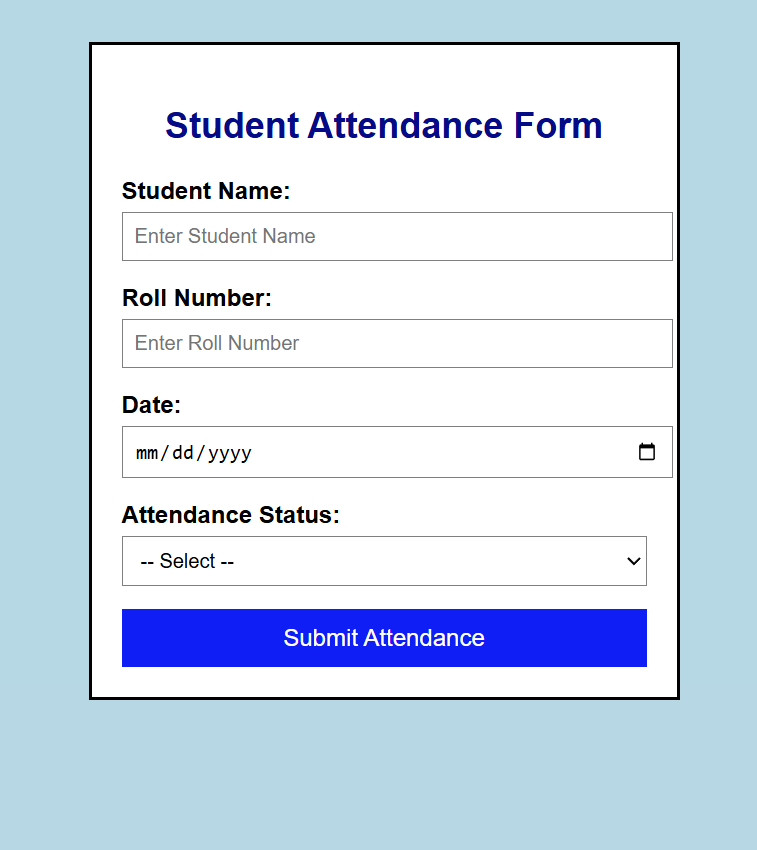 Student Attendance Form
Student Name:
Enter Student Name
Roll Number:
Enter Roll Number
Date:
mm/dd/yyyy
Attendance Status:
-- Select --
Submit Attendance